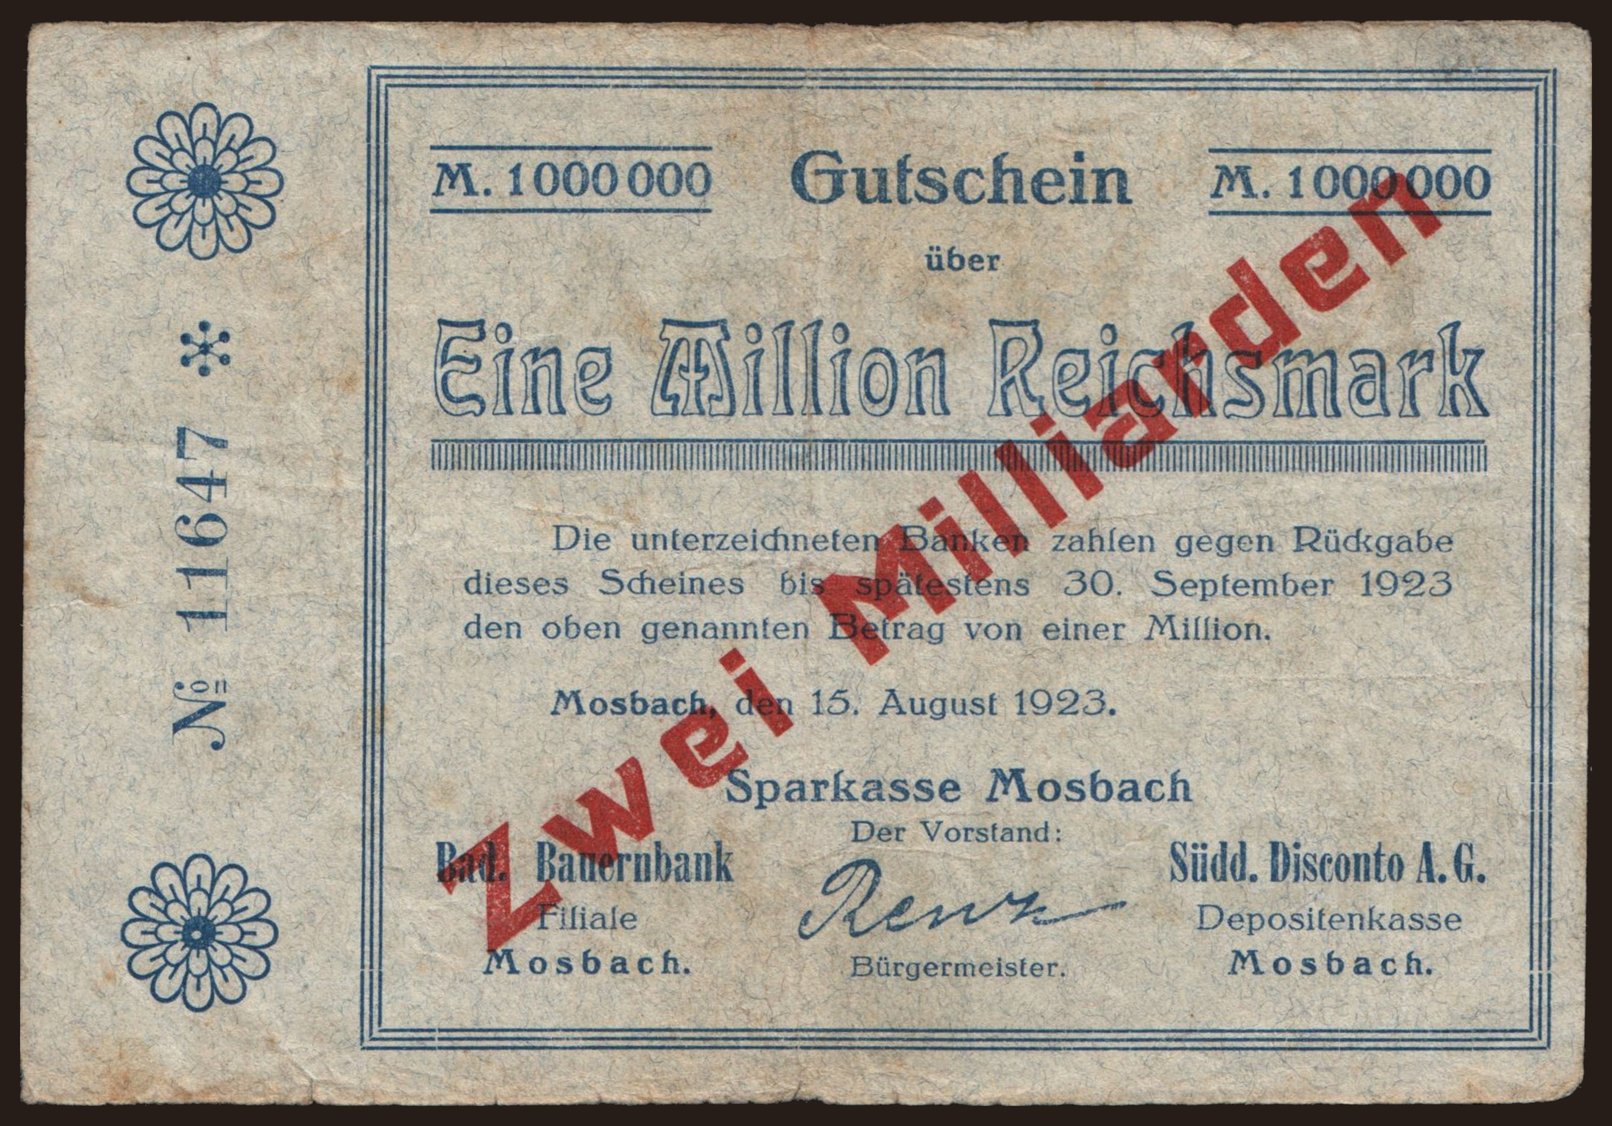 M. 1000000 Gutschein M. 1000000
über
Eine Million Reichsmark
Die unterzeichneten Banken zahlen gegen Rückgabe
dieses Scheines bis spätestens 30. September 1923
den oben genannten Betrag von einer Million.
Mosbach, den 15. August 1923.
Sparkasse Mosbach
Der Vorstand:
Renz
Bürgermeister.
Bad. Bauernbank
Filiale
Mosbach.
Südd. Disconto A. G.
Depositenkasse
Mosbach.
Zwei Milliarden
№ 11647 *